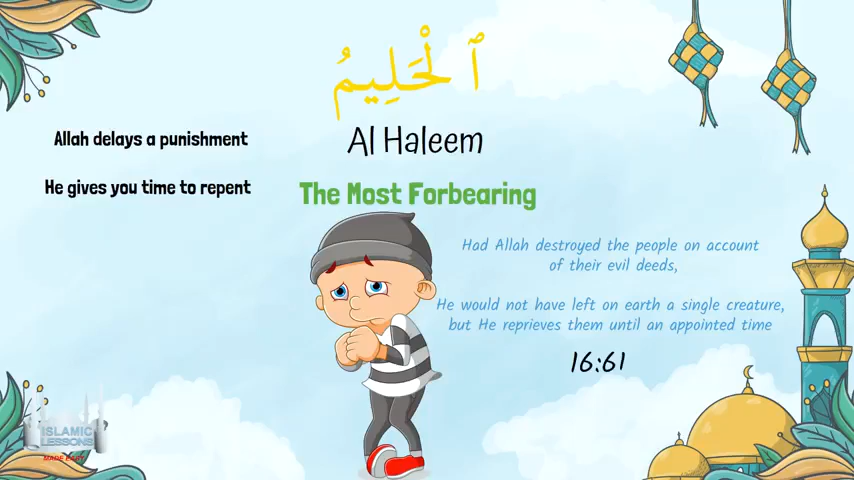 ٱلْحَلِيمُ
Al Haleem
The Most Forbearing
Allah delays a punishment
He gives you time to repent
Had Allah destroyed the people on account
of their evil deeds,
He would not have left on earth a single creature,
but He reprieves them until an appointed time
16:61
ISLAMIC
LESSONS
MADE EASY